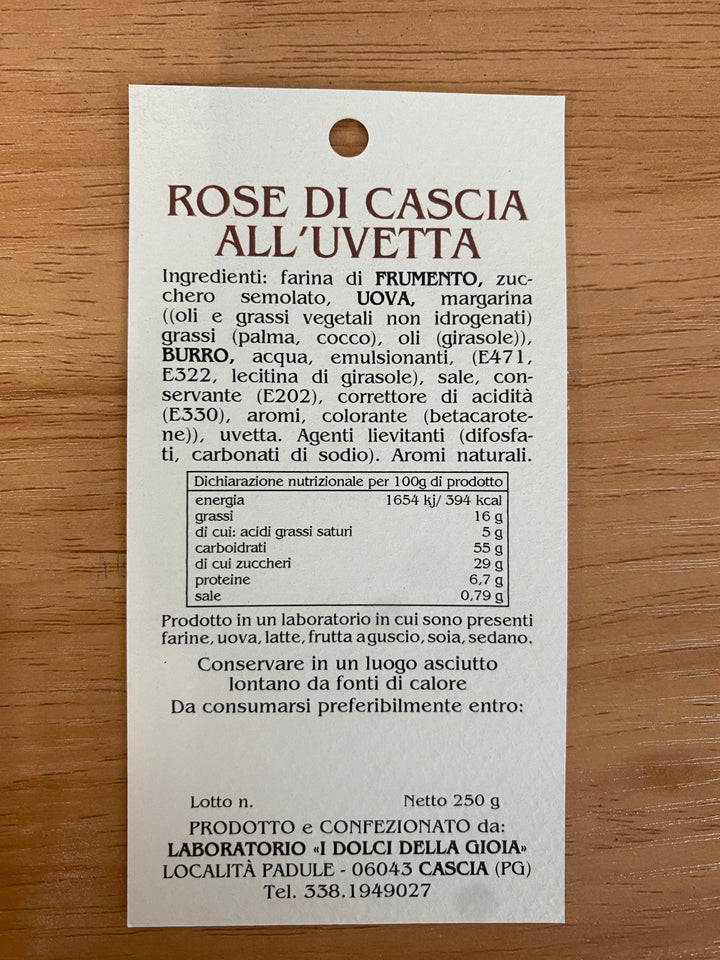 ROSE DI CASCIA
ALL'UVETTA
Ingredienti: farina di FRUMENTO, zuc-
chero semolato, UOVA, margarina
((oli e grassi vegetali non idrogenati)
grassi (palma, cocco), oli (girasole)),
BURRO, acqua, emulsionanti, (E471,
E322, lecitina di girasole), sale, con-
servante (E202), correttore di acidità
(E330), aromi, colorante (betacarote-
ne)), uvetta. Agenti lievitanti (difosfa-
ti, carbonati di sodio). Aromi naturali.
Dichiarazione nutrizionale per 100g di prodotto
energia 1654 kj/ 394 kcal
grassi 16 g
di cui: acidi grassi saturi 5 g
carboidrati 55 g
di cui zuccheri 29 g
proteine 6,7 g
sale 0,79 g
Prodotto in un laboratorio in cui sono presenti
farine, uova, latte, frutta a guscio, soia, sedano.
Conservare in un luogo asciutto
lontano da fonti di calore
Da consumarsi preferibilmente entro:
Lotto n. Netto 250 g
PRODOTTO e CONFEZIONATO da:
LABORATORIO «I DOLCI DELLA GIOIA»
LOCALITÀ PADULE - 06043 CASCIA (PG)
Tel. 338.1949027